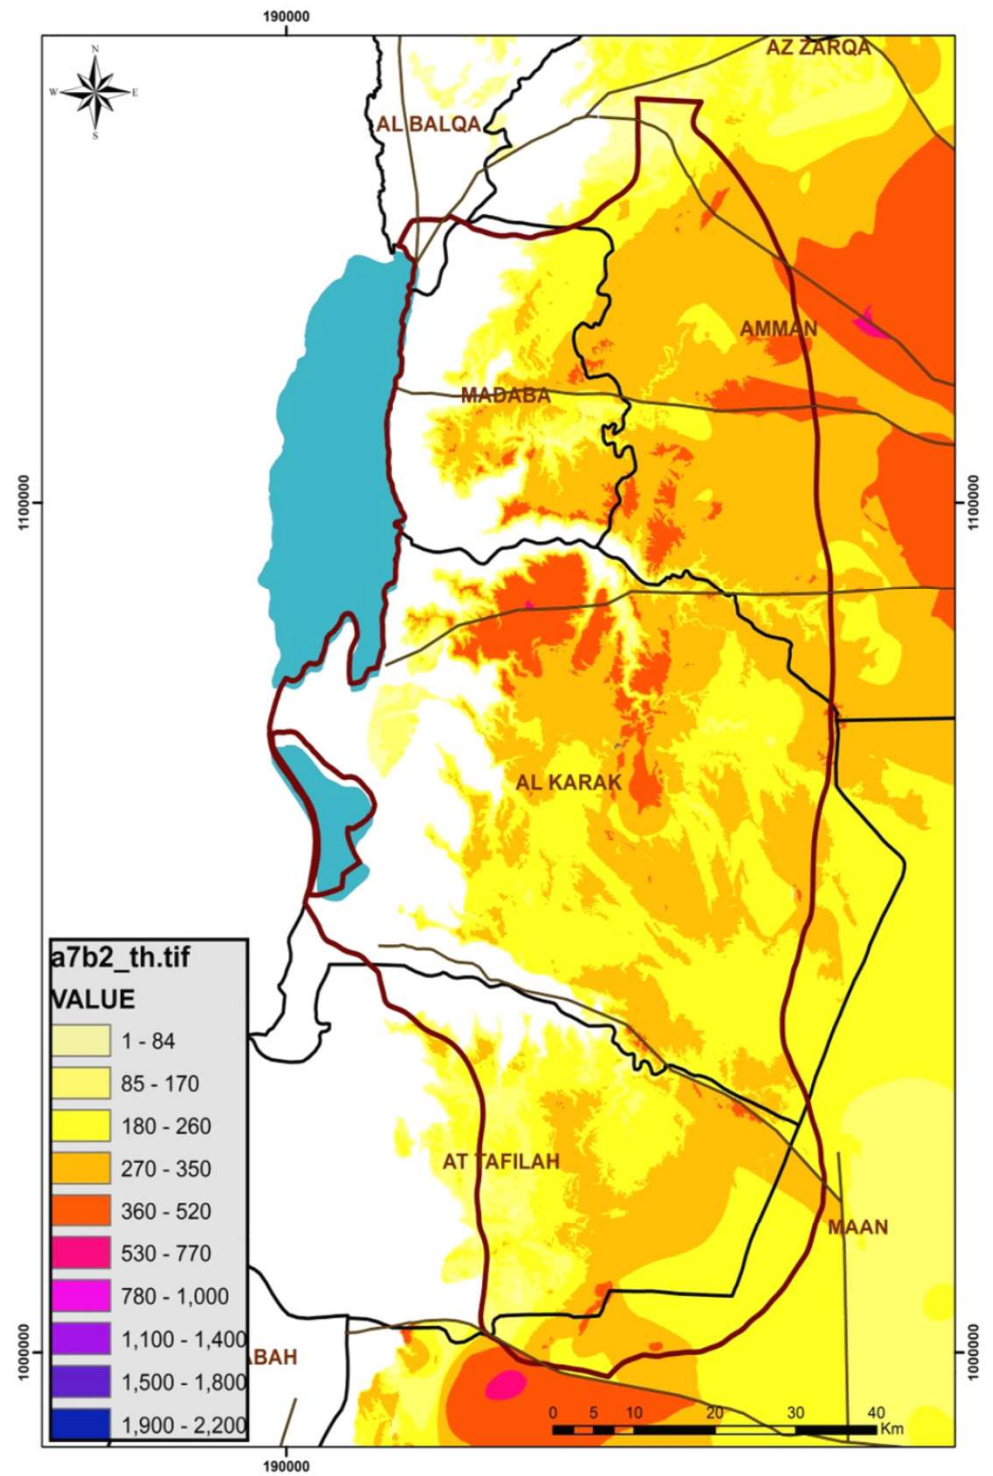 190000
AZ ZARQA
N
W
E
S
AL BALQA
AMMAN
MADABA
1100000
1100000
AL KARAK
a7b2_th.tif
VALUE
1 - 84
85 - 170
180 - 260
270 - 350
360 - 520
530 - 770
780 - 1,000
1,100 - 1,400
1,500 - 1,800
1,900 - 2,200
AT TAFILAH
MAAN
1000000
1000000
ABAH
0 5 10 20 30 40
Km
190000